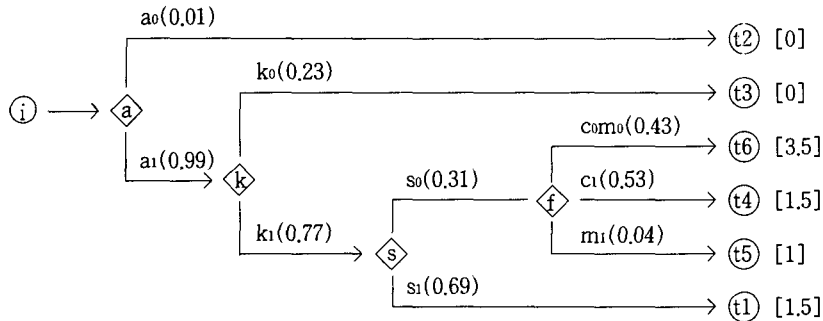 a0(0.01)
t2 [0]
k0(0.23)
i
a
t3 [0]
c0m0(0.43)
t6 [3.5]
a1(0.99)
k
s0(0.31)
c1(0.53)
f
t4 [1.5]
k1(0.77)
m1(0.04)
s
t5 [1]
s1(0.69)
t1 [1.5]